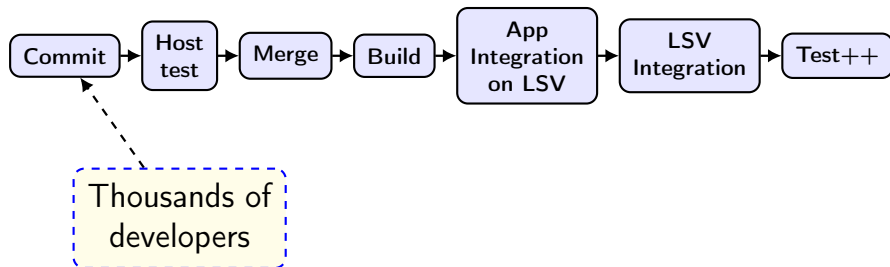 Commit
Host
test
Merge
Build
App
Integration
on LSV
LSV
Integration
Test++
Thousands of
developers